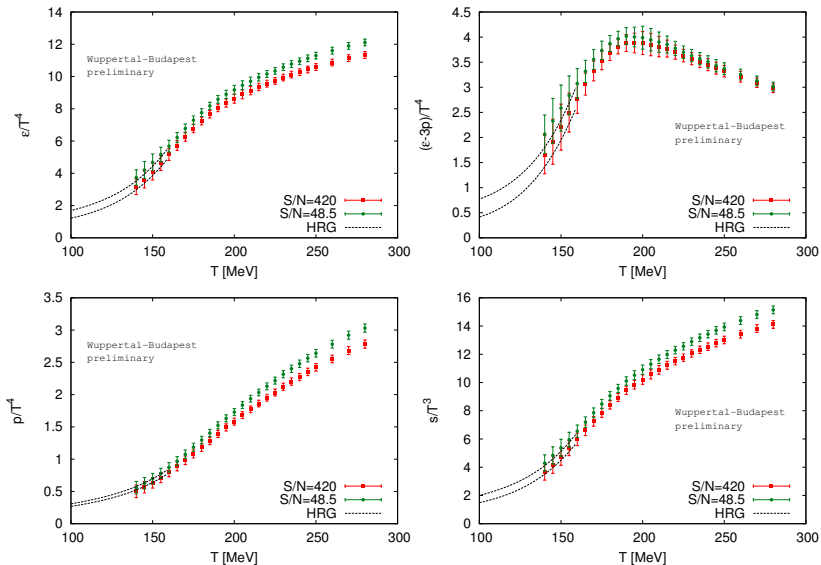 14
12
10
8
6
4
2
0
100 150 200 250 300
ε/T⁴
T [MeV]
Wuppertal-Budapest
preliminary
S/N=420
S/N=48.5
HRG
4.5
4
3.5
3
2.5
2
1.5
1
0.5
0
100 150 200 250 300
(ε-3p)/T⁴
T [MeV]
Wuppertal-Budapest
preliminary
S/N=420
S/N=48.5
HRG
3.5
3
2.5
2
1.5
1
0.5
0
100 150 200 250 300
p/T⁴
T [MeV]
Wuppertal-Budapest
preliminary
S/N=420
S/N=48.5
HRG
16
14
12
10
8
6
4
2
0
100 150 200 250 300
s/T³
T [MeV]
Wuppertal-Budapest
preliminary
S/N=420
S/N=48.5
HRG